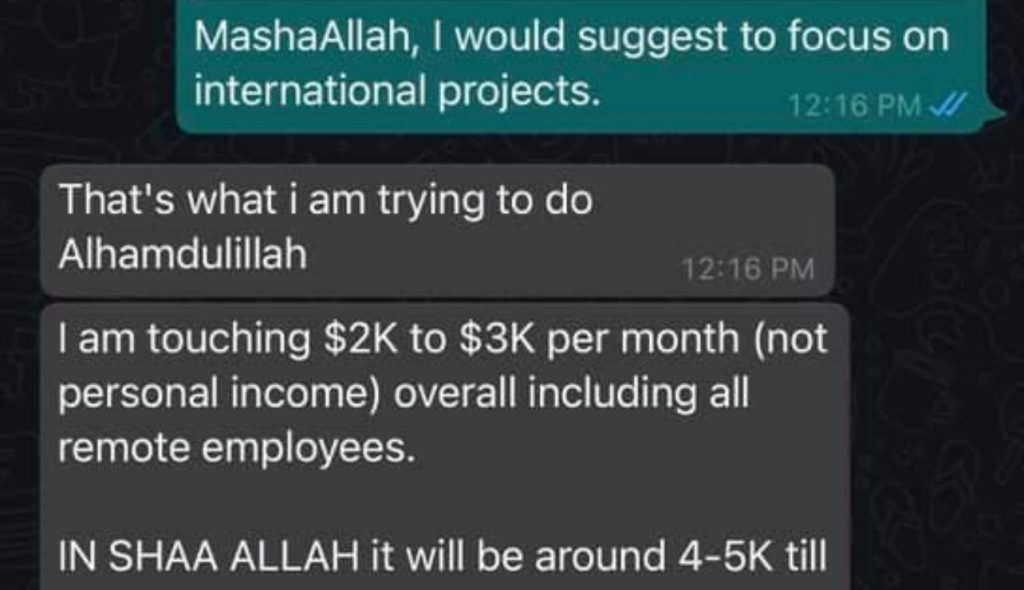 MashaAllah, I would suggest to focus on
international projects.
12:16 PM
That's what i am trying to do
Alhamdulillah
12:16 PM
I am touching $2K to $3K per month (not
personal income) overall including all
remote employees.
IN SHAA ALLAH it will be around 4-5K till